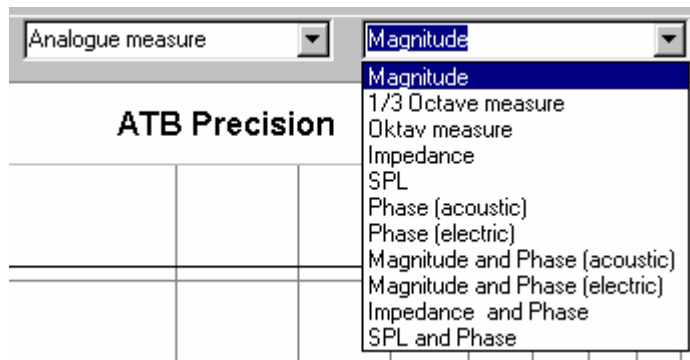 Analogue measure
Magnitude
Magnitude
1/3 Octave measure
Oktav measure
Impedance
SPL
Phase (acoustic)
Phase (electric)
Magnitude and Phase (acoustic)
Magnitude and Phase (electric)
Impedance  and Phase
SPL and Phase
ATB Precision